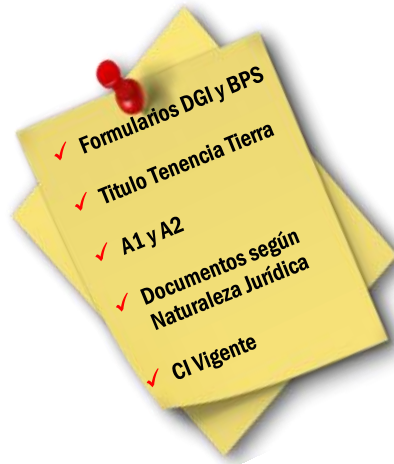 Formularios DGI y BPS
Titulo Tenencia Tierra
A1 y A2
Documentos según
Naturaleza Jurídica
CI Vigente